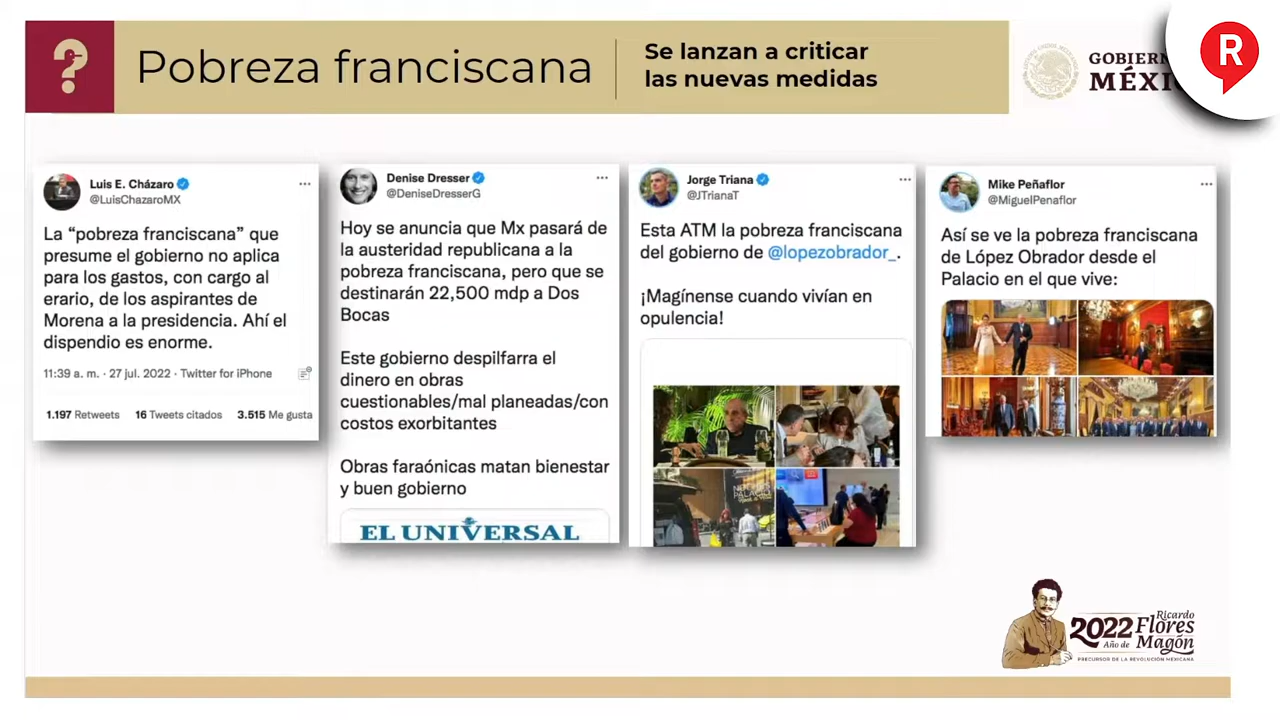 Pobreza franciscana
Se lanzan a criticar
las nuevas medidas
MÉXI
R
Luis E. Cházaro
@LuisChazaroMX
La “pobreza franciscana” que
presume el gobierno no aplica
para los gastos, con cargo al
erario, de los aspirantes de
Morena a la presidencia. Ahí el
dispendio es enorme.
11:39 a. m. · 27 jul. 2022 · Twitter for iPhone
1.197 Retweets 16 Tweets citados 3.515 Me gusta
Denise Dresser
@DeniseDresserG
Hoy se anuncia que Mx pasará de
la austeridad republicana a la
pobreza franciscana, pero que se
destinarán 22,500 mdp a Dos
Bocas
Este gobierno despilfarra el
dinero en obras
cuestionables/mal planeadas/con
costos exorbitantes
Obras faraónicas matan bienestar
y buen gobierno
EL UNIVERSAL
Jorge Triana
@JTrianaT
Esta ATM la pobreza franciscana
del gobierno de @lopezobrador_.
¡Magínense cuando vivían en
opulencia!
Mike Peñaflor
@MiguelPenaflor
Así se ve la pobreza franciscana
de López Obrador desde el
Palacio en el que vive:
2022 Ricardo
Año de Flores
Magón
PRECURSOR DE LA REVOLUCIÓN MEXICANA